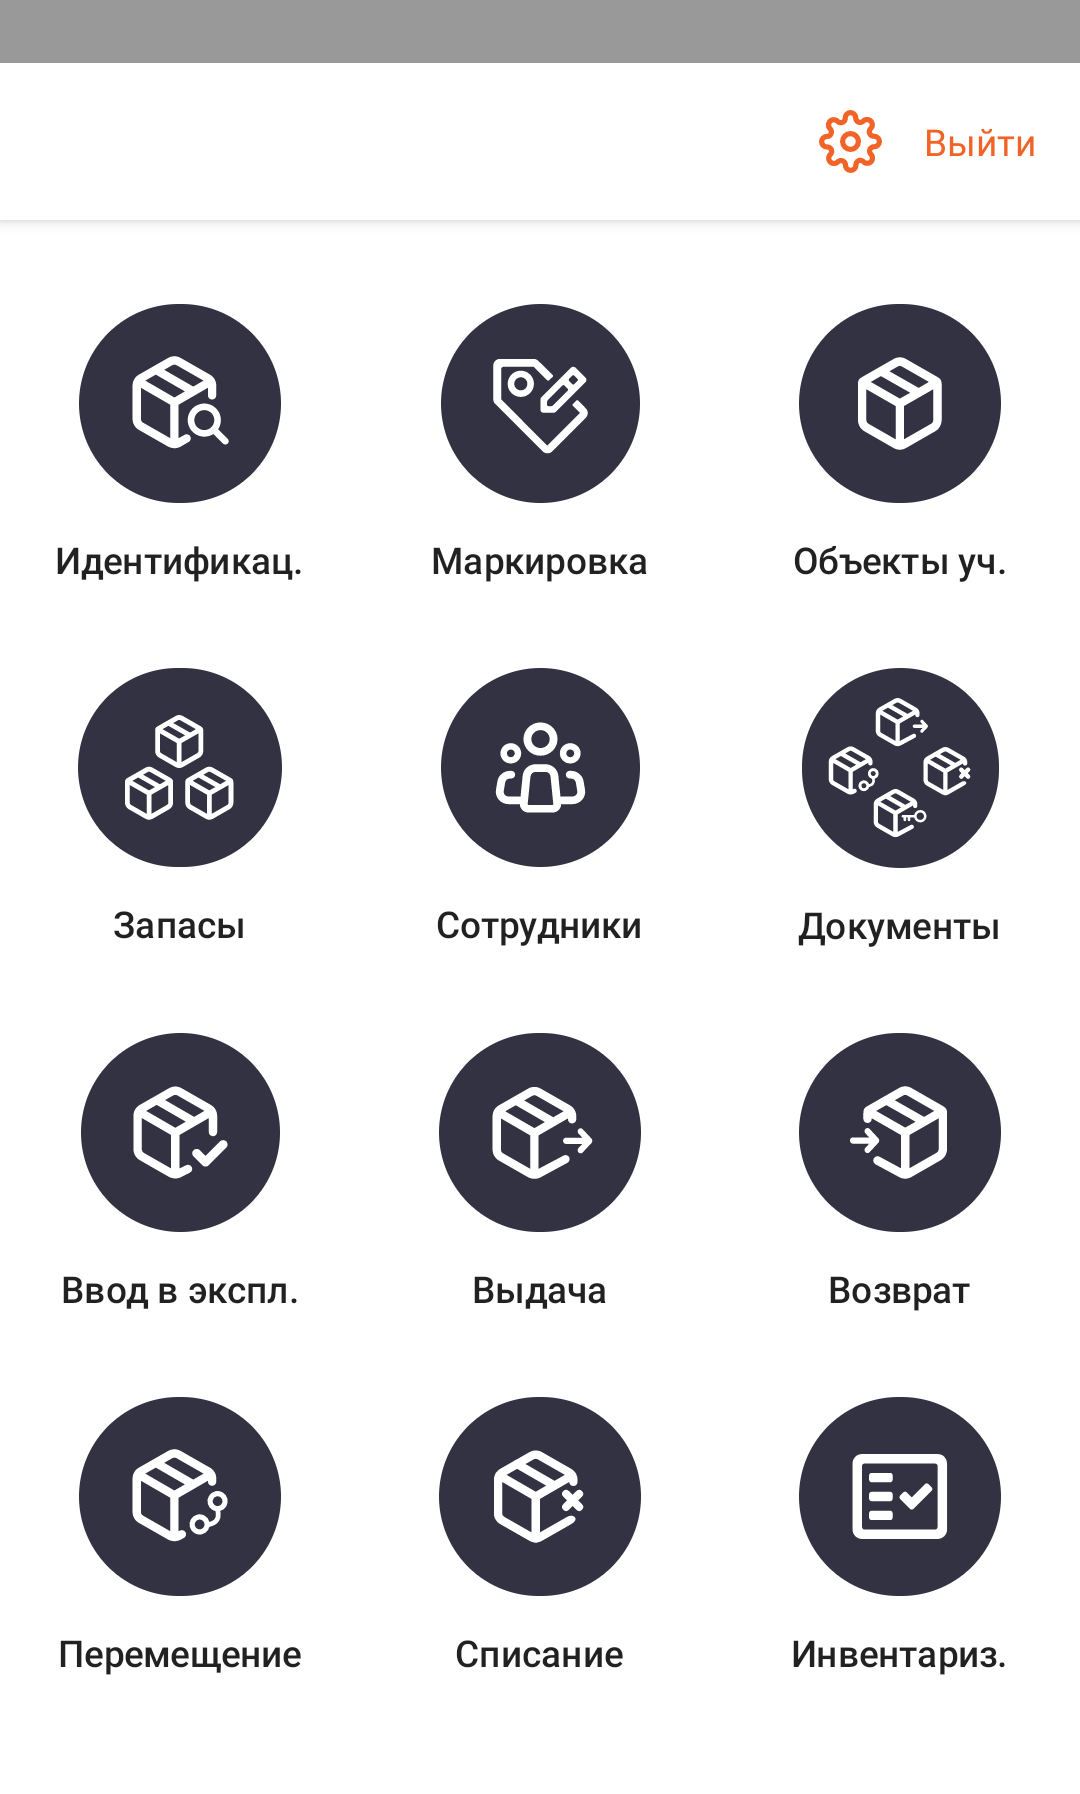 Выйти
Идентификац.
Маркировка
Объекты уч.
Запасы
Сотрудники
Документы
Ввод в экспл.
Выдача
Возврат
Перемещение
Списание
Инвентариз.